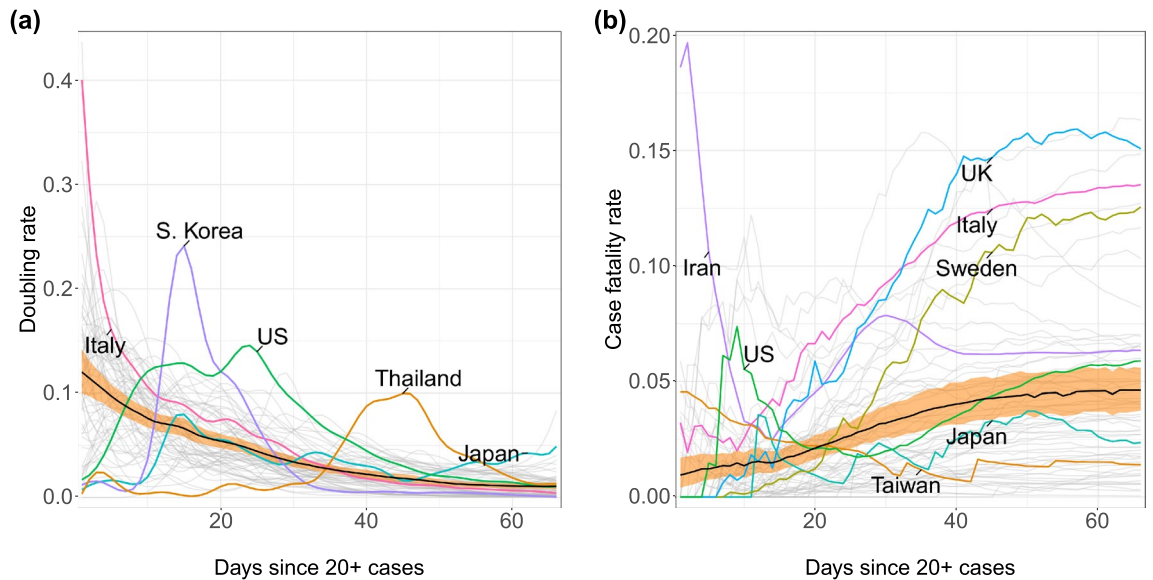 (a)
Doubling rate
0.4
0.3
0.2
0.1
0.0
S. Korea
Italy
US
Thailand
Japan
20
40
60
Days since 20+ cases
(b)
Case fatality rate
0.20
0.15
0.10
0.05
0.00
UK
Italy
Iran
Sweden
US
Japan
Taiwan
20
40
60
Days since 20+ cases